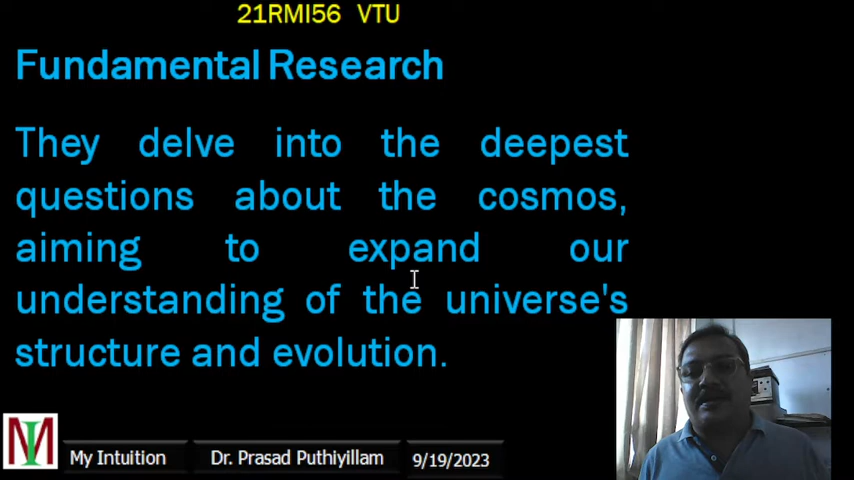 21RMI56 VTU
Fundamental Research
They delve into the deepest
questions about the cosmos,
aiming to expand our
understanding of the universe's
structure and evolution.
MI
My Intuition
Dr. Prasad Puthiyillam
9/19/2023